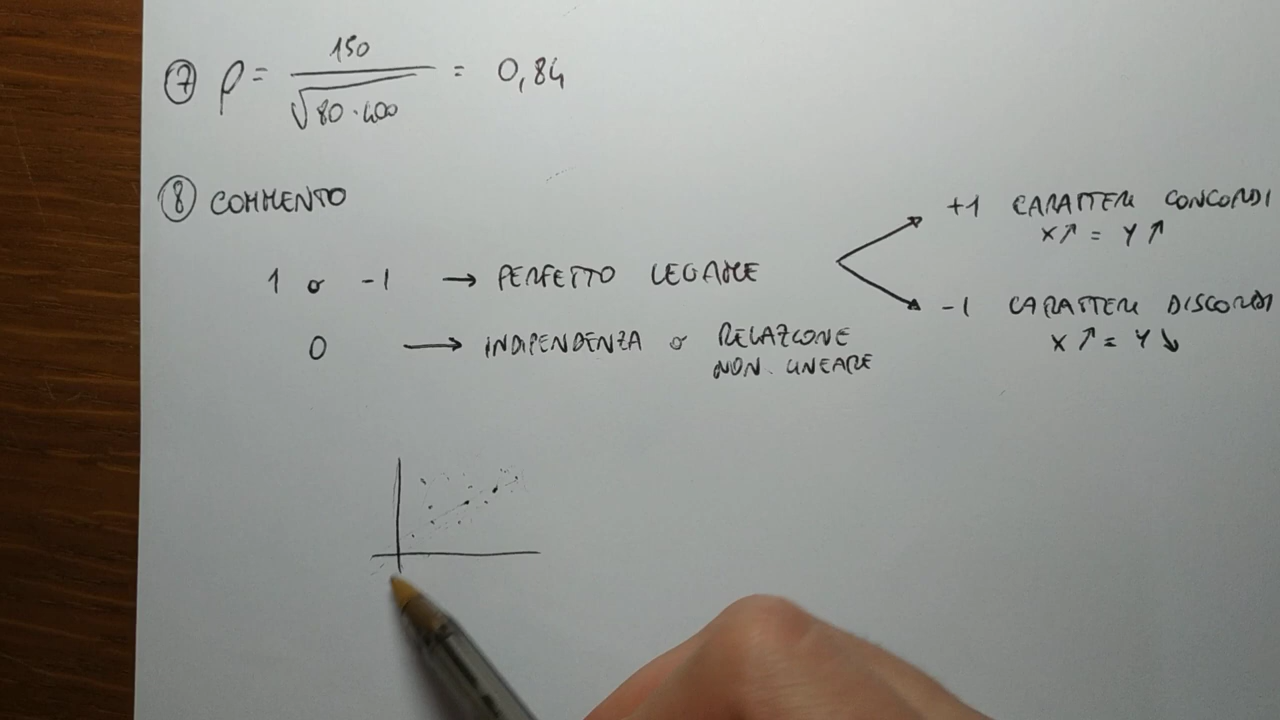 ⑦ ρ = 150 / √80·400 = 0,84
⑧ COMMENTO
1 o -1 → PERFETTO LEGAME
+1 CARATTERI CONCORDI
X↗ = Y↗
-1 CARATTERI DISCORDI
X↗ = Y↘
0 → INDIPENDENZA o RELAZIONE
NON LINEARE